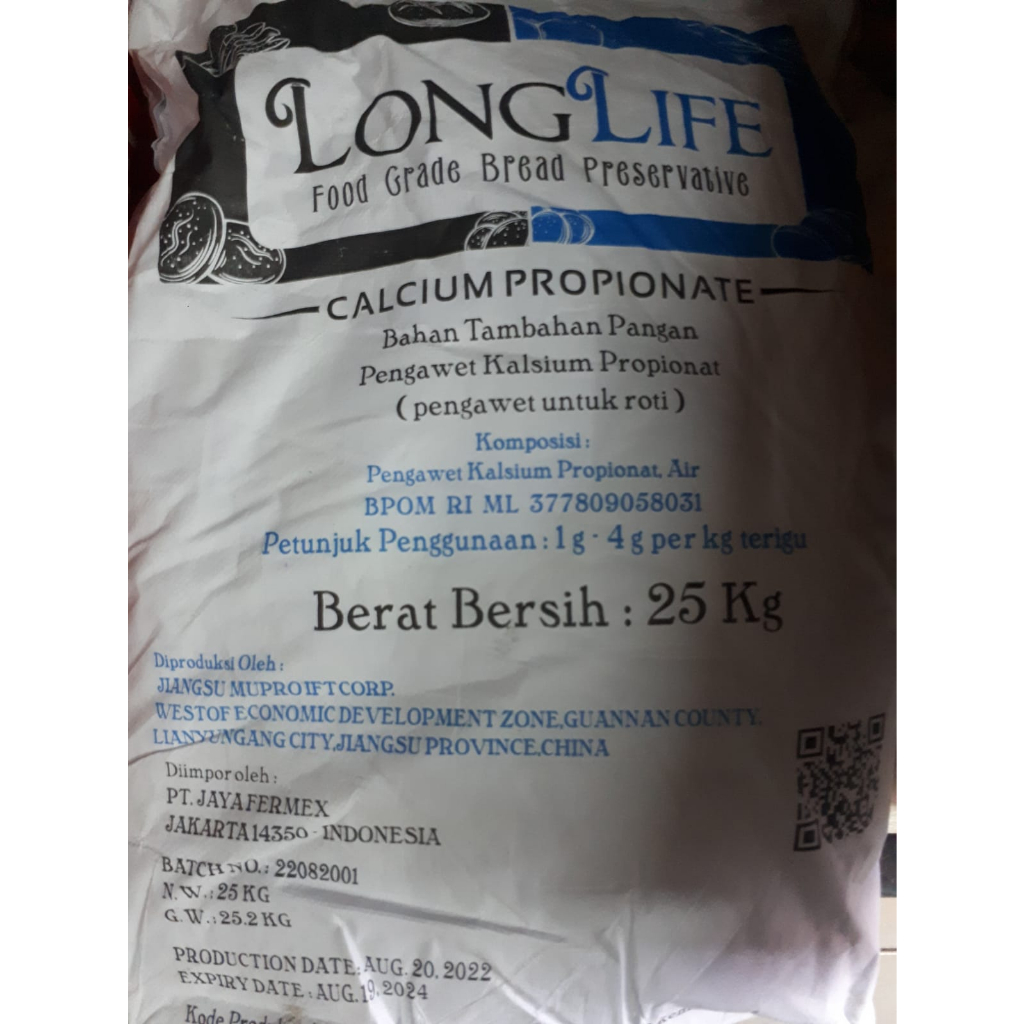 LONGLIFE
Food Grade Bread Preservative
CALCIUM PROPIONATE
Bahan Tambahan Pangan
Pengawet Kalsium Propionat
( pengawet untuk roti )
Komposisi :
Pengawet Kalsium Propionat, Air
BPOM RI ML 377809058031
Petunjuk Penggunaan : 1 g - 4 g per kg terigu
Berat Bersih : 25 Kg
Diproduksi Oleh :
JIANGSU MUPRO IFT CORP.
WEST OF ECONOMIC DEVELOPMENT ZONE, GUANNAN COUNTY,
LIANYUNGANG CITY, JIANGSU PROVINCE, CHINA
Diimpor oleh :
PT. JAYA FERMEX
JAKARTA 14350 - INDONESIA
BATCH NO.: 22082001
N.W.: 25 KG
G.W.: 25.2 KG
PRODUCTION DATE: AUG. 20, 2022
EXPIRY DATE : AUG. 19, 2024
Kode